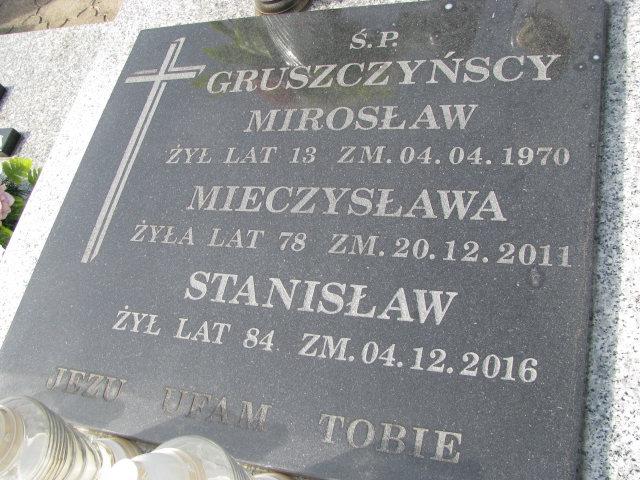 Ś.P.
GRUSZCZYŃSCY
MIROSŁAW
ŻYŁ LAT 13 ZM. 04.04.1970
MIECZYSŁAWA
ŻYŁA LAT 78 ZM. 20.12.2011
STANISŁAW
ŻYŁ LAT 84 ZM. 04.12.2016
JEZU UFAM TOBIE